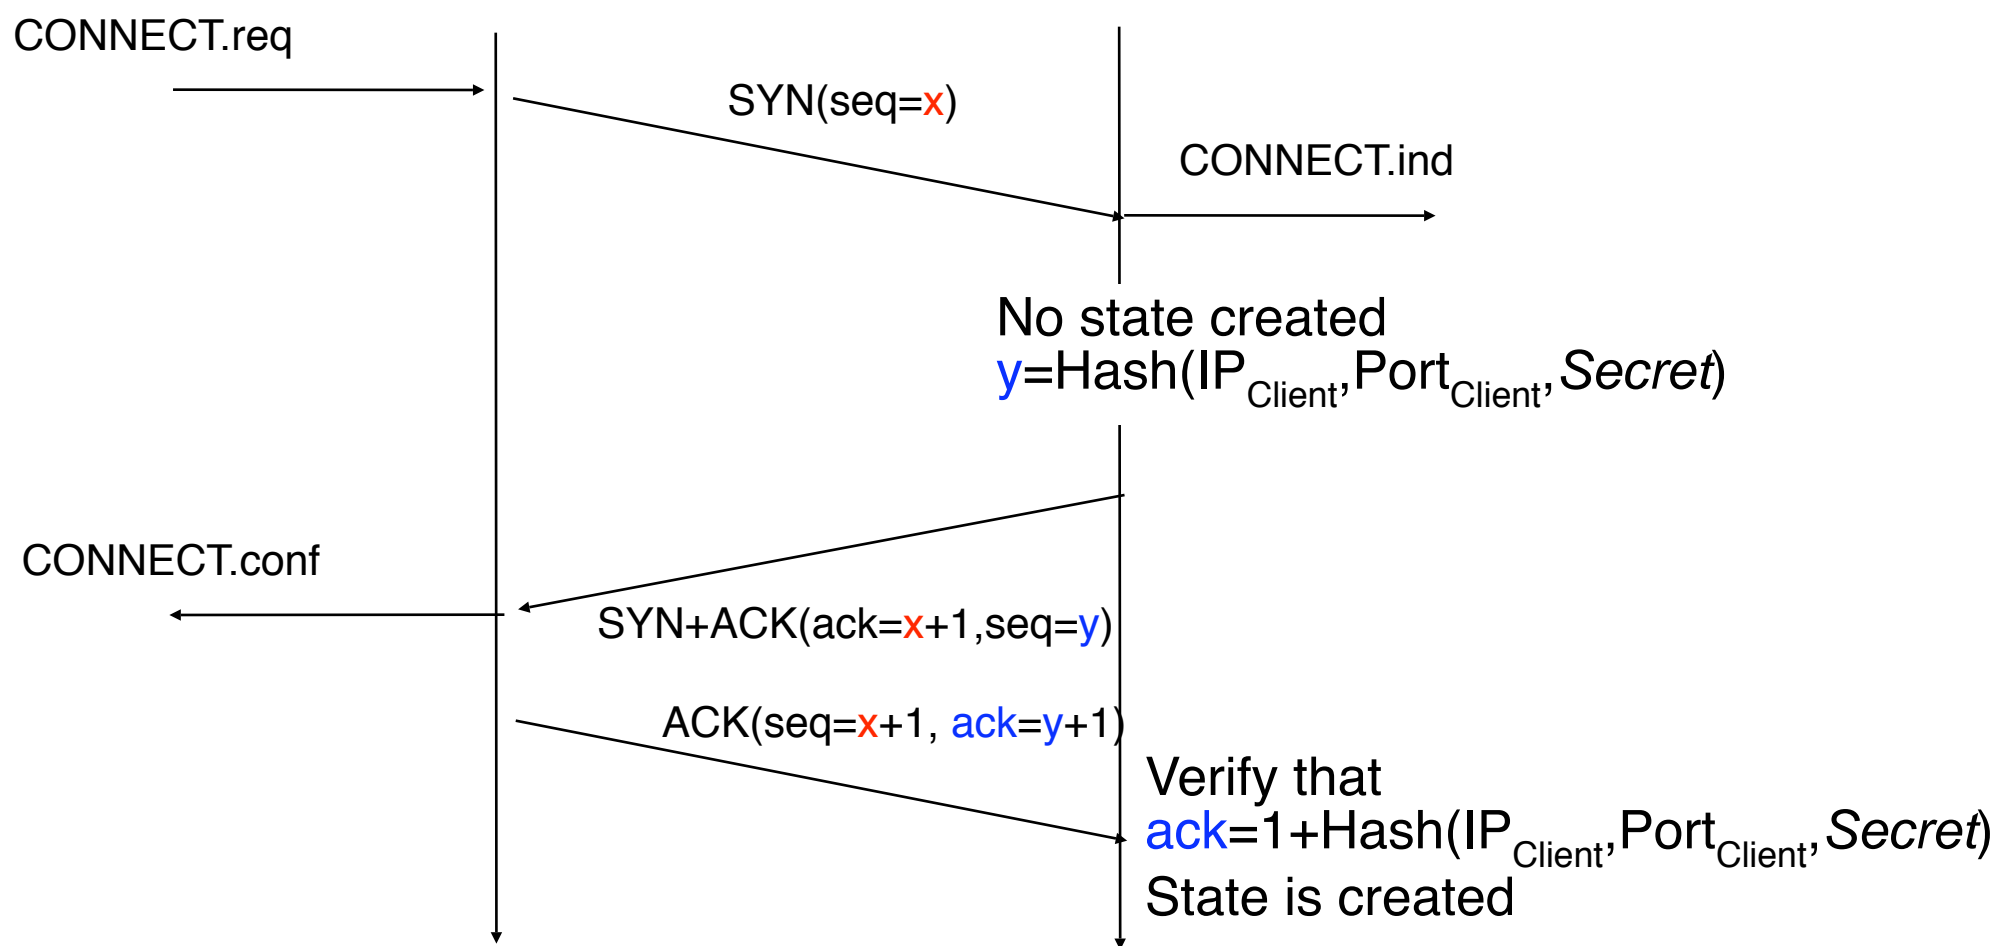 CONNECT.req
SYN(seq=x)
CONNECT.ind
No state created
y=Hash(IPClient,PortClient,Secret)
CONNECT.conf
SYN+ACK(ack=x+1,seq=y)
ACK(seq=x+1, ack=y+1)
Verify that
ack=1+Hash(IPClient,PortClient,Secret)
State is created